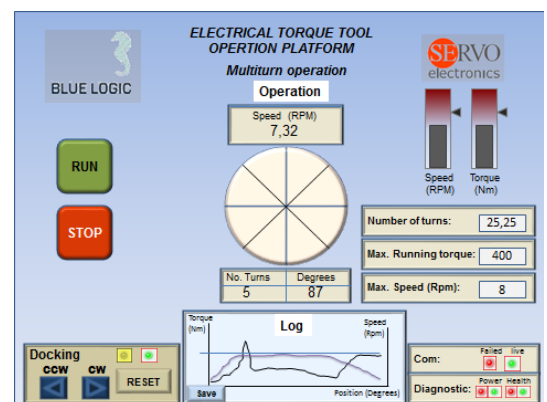 ELECTRICAL TORQUE TOOL
OPERTION PLATFORM
Multiturn operation
BLUE LOGIC
SERVO
electronics
Operation
Speed (RPM)
7,32
RUN
STOP
Speed
(RPM)
Torque
(Nm)
Number of turns: 25,25
Max. Running torque: 400
Max. Speed (Rpm): 8
No. Turns Degrees
5 87
Torque
(Nm)
Log
Speed
(Rpm)
Save
Position (Degrees)
Docking
CCW CW
RESET
Com: Failed live
Diagnostic: Power Health